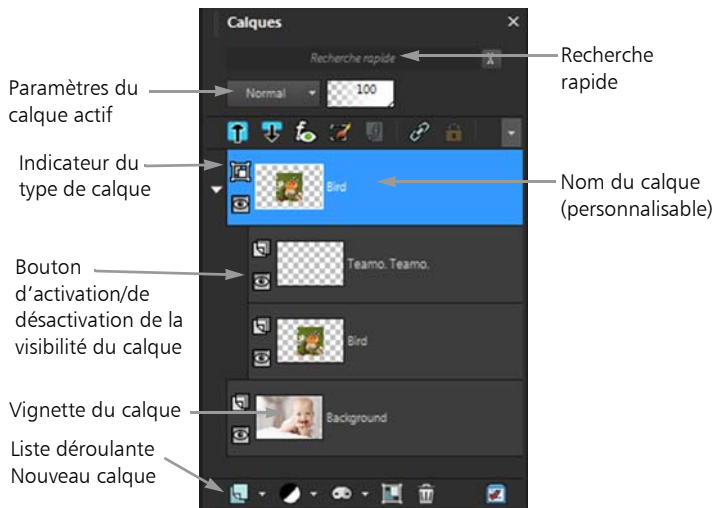 Calques
Recherche rapide
Recherche
rapide
Paramètres du
calque actif
Normal
100
Indicateur du
type de calque
Bird
Nom du calque
(personnalisable)
Teamo. Teamo.
Bouton
d’activation/de
désactivation de la
visibilité du calque
Bird
Vignette du calque
Background
Liste déroulante
Nouveau calque